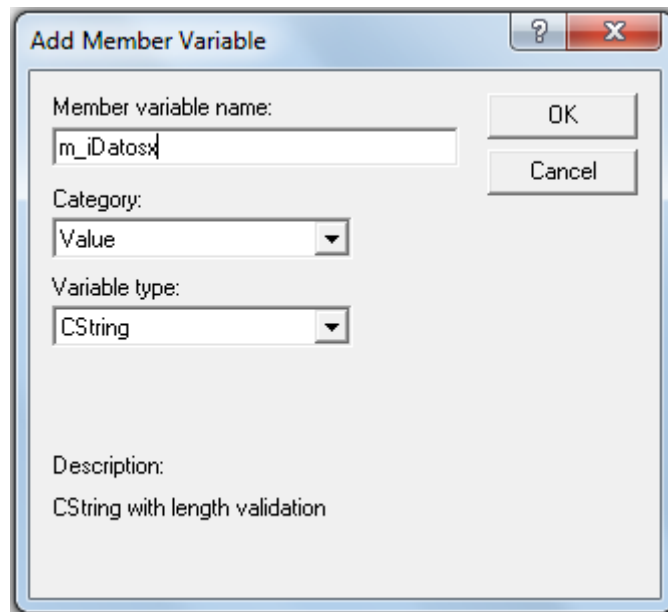 Add Member Variable
Member variable name:
OK
m_iDatosx
Cancel
Category:
Value
Variable type:
CString
Description:
CString with length validation